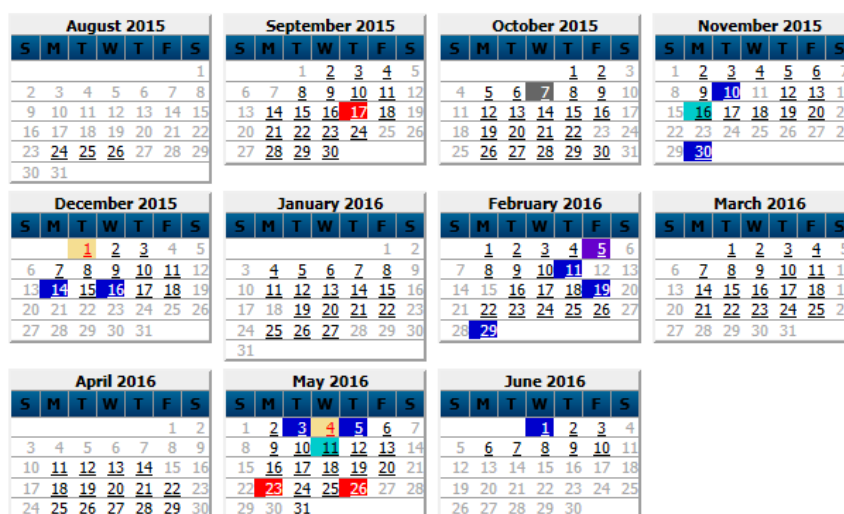 August 2015 September 2015 October 2015 November 2015
S M T W T F S S M T W T F S S M T W T F S S M T W T F S
1 1 2 3 4 5 1 2 3 1 2 3 4 5 6 7
2 3 4 5 6 7 8 6 7 8 9 10 11 12 4 5 6 7 8 9 10 8 9 10 11 12 13
9 10 11 12 13 14 15 13 14 15 16 17 18 19 11 12 13 14 15 16 17 15 16 17 18 19 20
16 17 18 19 20 21 22 20 21 22 23 24 25 26 18 19 20 21 22 23 24 22 23 24 25 26 27
23 24 25 26 27 28 29 27 28 29 30 25 26 27 28 29 30 31 29 30
30 31
December 2015 January 2016 February 2016 March 2016
S M T W T F S S M T W T F S S M T W T F S S M T W T F S
1 2 3 4 5 1 2 1 2 3 4 5 6 1 2 3 4 5
6 7 8 9 10 11 12 3 4 5 6 7 8 9 7 8 9 10 11 12 13 6 7 8 9 10 11
13 14 15 16 17 18 19 10 11 12 13 14 15 16 14 15 16 17 18 19 20 13 14 15 16 17 18
20 21 22 23 24 25 26 17 18 19 20 21 22 23 21 22 23 24 25 26 27 20 21 22 23 24 25
27 28 29 30 31 24 25 26 27 28 29 30 28 29 27 28 29 30 31
31
April 2016 May 2016 June 2016
S M T W T F S S M T W T F S S M T W T F S
1 2 1 2 3 4 5 6 7 1 2 3 4
3 4 5 6 7 8 9 8 9 10 11 12 13 14 5 6 7 8 9 10 11
10 11 12 13 14 15 16 15 16 17 18 19 20 21 12 13 14 15 16 17 18
17 18 19 20 21 22 23 22 23 24 25 26 27 28 19 20 21 22 23 24 25
24 25 26 27 28 29 30 29 30 31 26 27 28 29 30